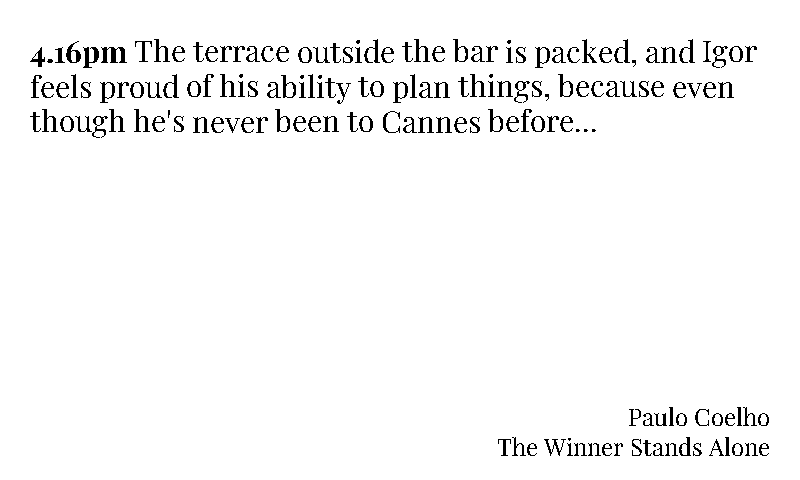 4.16pm The terrace outside the bar is packed, and Igor
feels proud of his ability to plan things, because even
though he's never been to Cannes before...
Paulo Coelho
The Winner Stands Alone